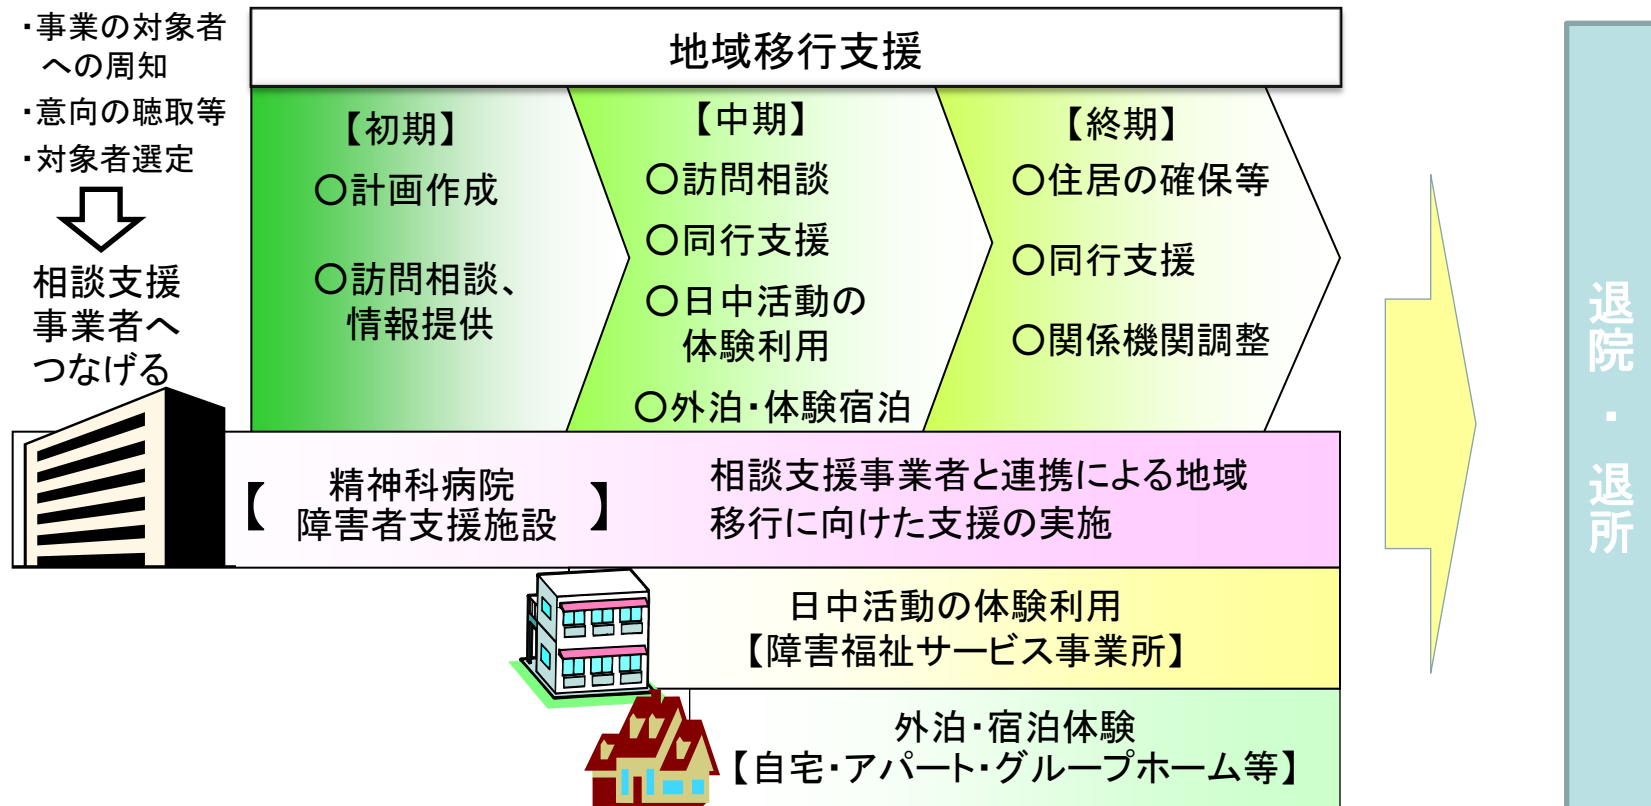 ・事業の対象者
への周知
・意向の聴取等
・対象者選定
相談支援
事業者へ
つなげる
地域移行支援
【初期】
○計画作成
○訪問相談、
情報提供
【中期】
○訪問相談
○同行支援
○日中活動の
体験利用
○外泊・体験宿泊
【終期】
○住居の確保等
○同行支援
○関係機関調整
【 精神科病院
障害者支援施設 】
相談支援事業者と連携による地域
移行に向けた支援の実施
日中活動の体験利用
【障害福祉サービス事業所】
外泊・宿泊体験
【自宅・アパート・グループホーム等】
退院・退所